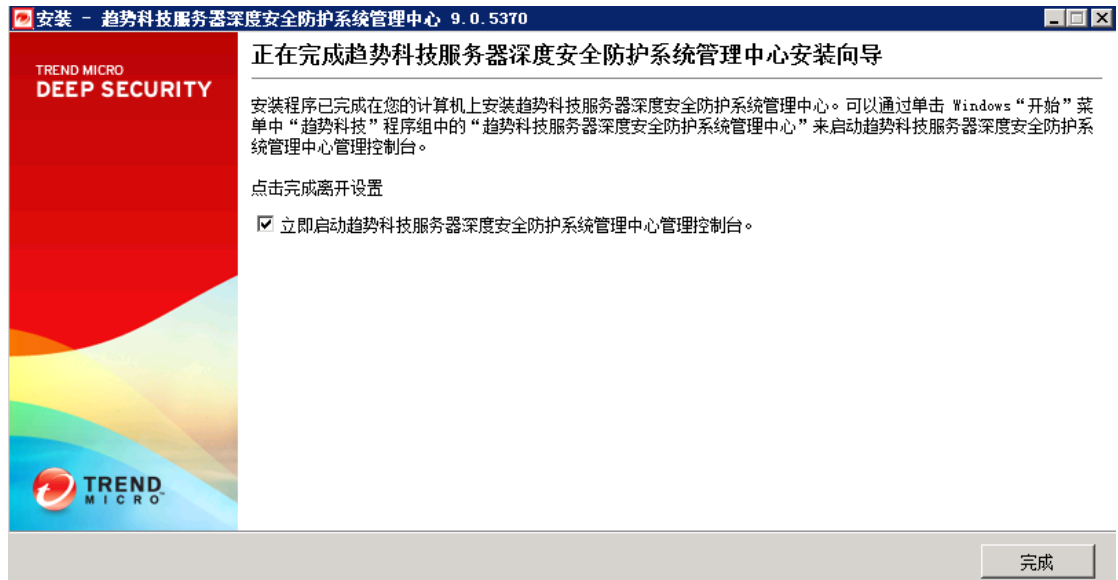 安装 - 趋势科技服务器深度安全防护系统管理中心 9.0.5370
TREND MICRO
DEEP SECURITY
正在完成趋势科技服务器深度安全防护系统管理中心安装向导
安装程序已完成在您的计算机上安装趋势科技服务器深度安全防护系统管理中心。可以通过单击 Windows“开始”菜
单中“趋势科技”程序组中的“趋势科技服务器深度安全防护系统管理中心”来启动趋势科技服务器深度安全防护系
统管理中心管理控制台。
点击完成离开设置
立即启动趋势科技服务器深度安全防护系统管理中心管理控制台。
TREND
MICRO
完成